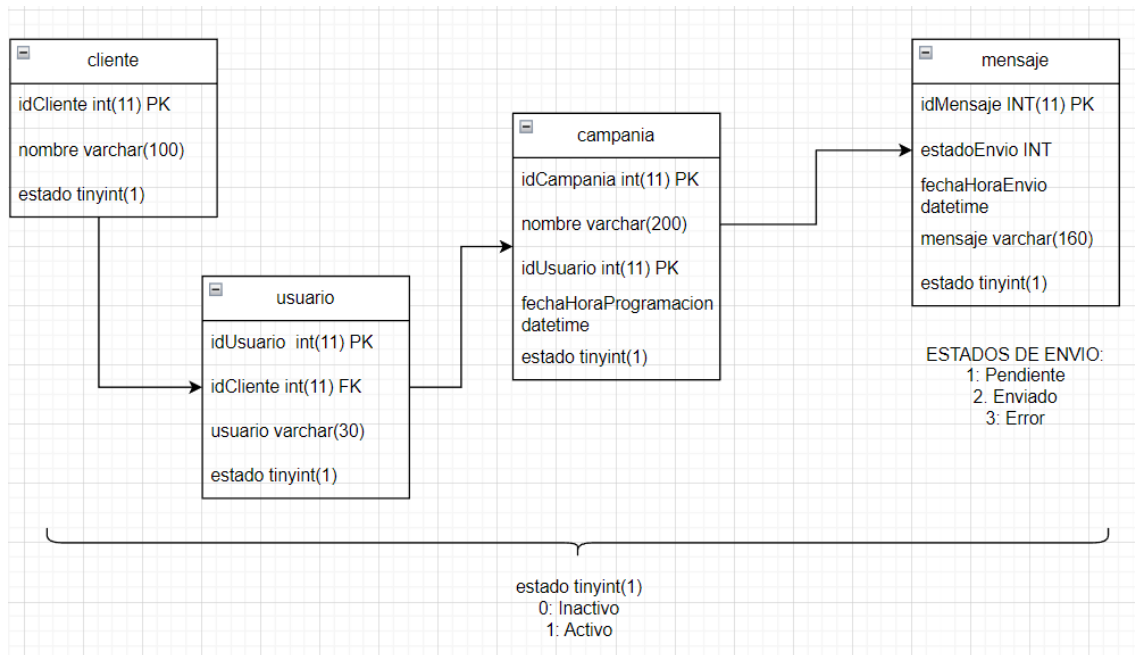 cliente
idCliente int(11) PK
nombre varchar(100)
estado tinyint(1)
usuario
idUsuario int(11) PK
idCliente int(11) FK
usuario varchar(30)
estado tinyint(1)
campania
idCampania int(11) PK
nombre varchar(200)
idUsuario int(11) PK
fechaHoraProgramacion
datetime
estado tinyint(1)
mensaje
idMensaje INT(11) PK
estadoEnvio INT
fechaHoraEnvio
datetime
mensaje varchar(160)
estado tinyint(1)
ESTADOS DE ENVIO:
1: Pendiente
2. Enviado
3: Error
estado tinyint(1)
0: Inactivo
1: Activo